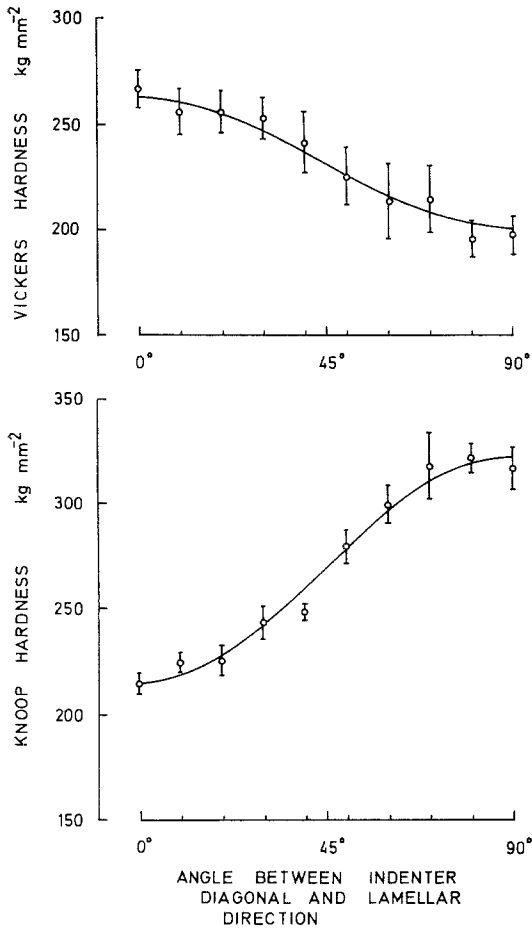 VICKERS HARDNESS kg mm⁻²
300
250
200
150
0° 45° 90°
KNOOP HARDNESS kg mm⁻²
350
300
250
200
150
0° 45° 90°
ANGLE BETWEEN INDENTER
DIAGONAL AND LAMELLAR
DIRECTION